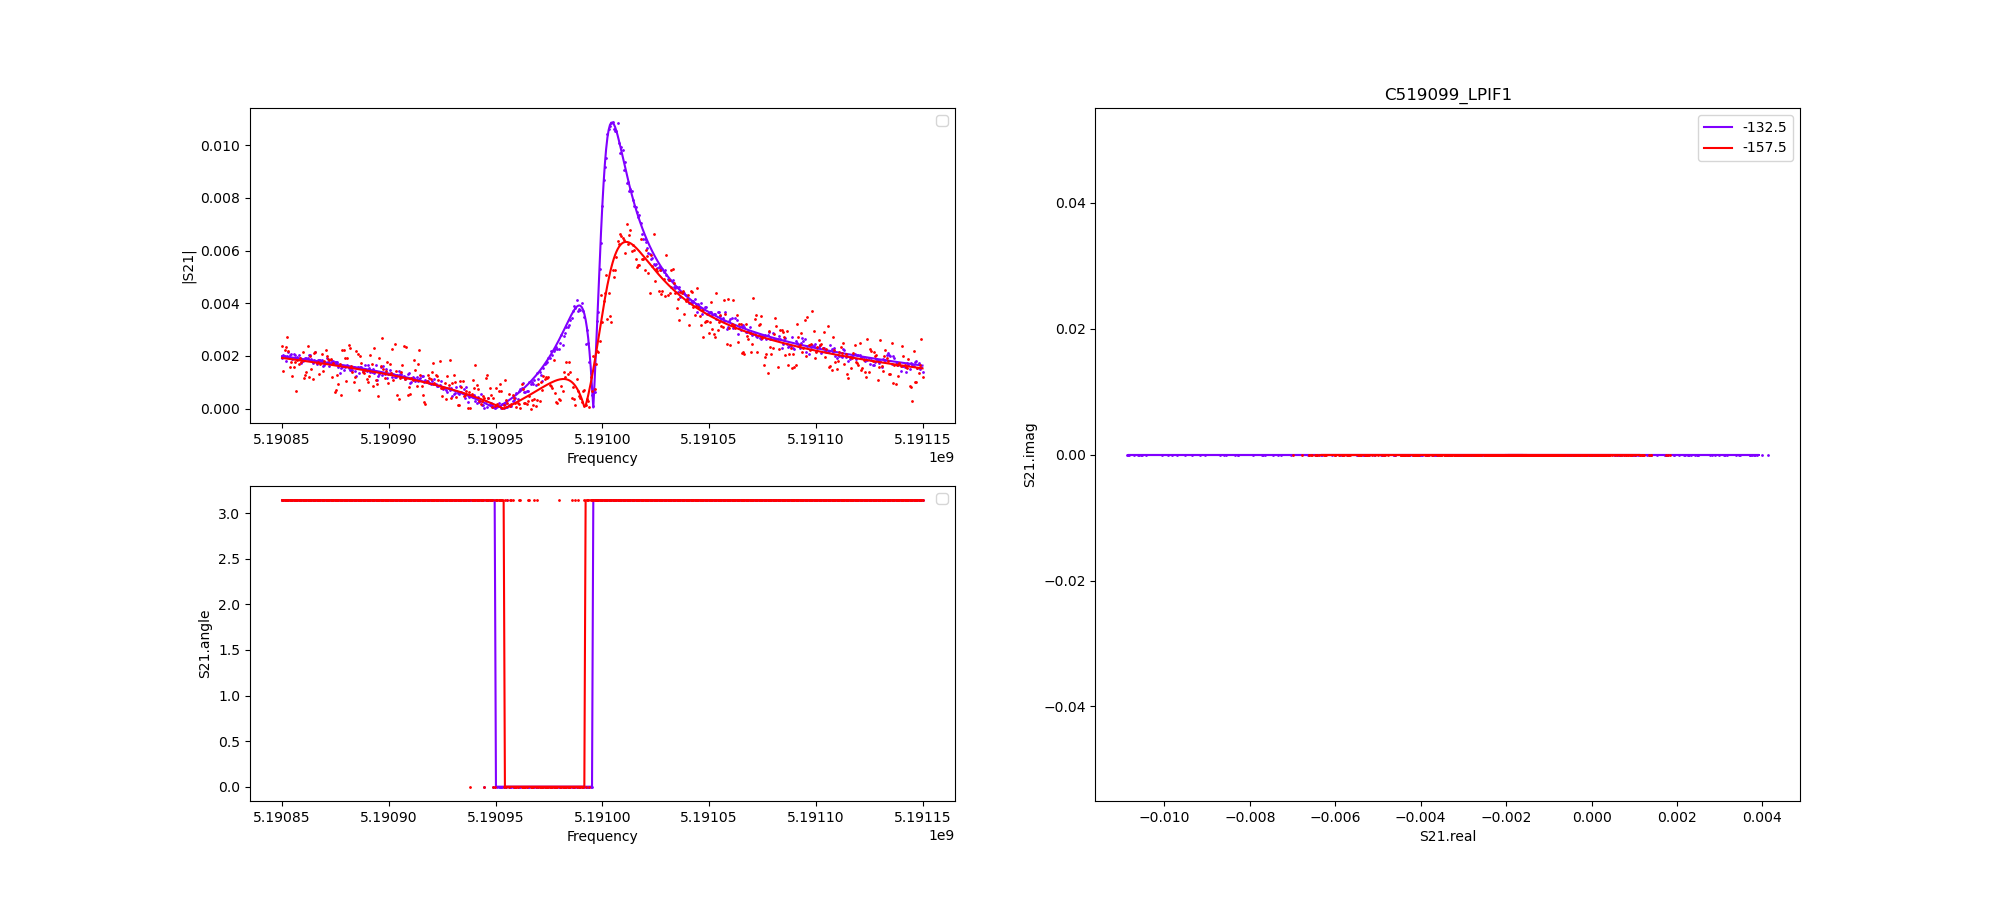 0.010
0.008
0.006
0.004
0.002
0.000
|S21|
5.19085 5.19090 5.19095 5.19100 5.19105 5.19110 5.19115
1e9
Frequency
3.0
2.5
2.0
1.5
1.0
0.5
0.0
S21.angle
5.19085 5.19090 5.19095 5.19100 5.19105 5.19110 5.19115
1e9
Frequency
C519099_LPIF1
-132.5
-157.5
0.04
0.02
0.00
−0.02
−0.04
S21.imag
−0.010 −0.008 −0.006 −0.004 −0.002 0.000 0.002 0.004
S21.real